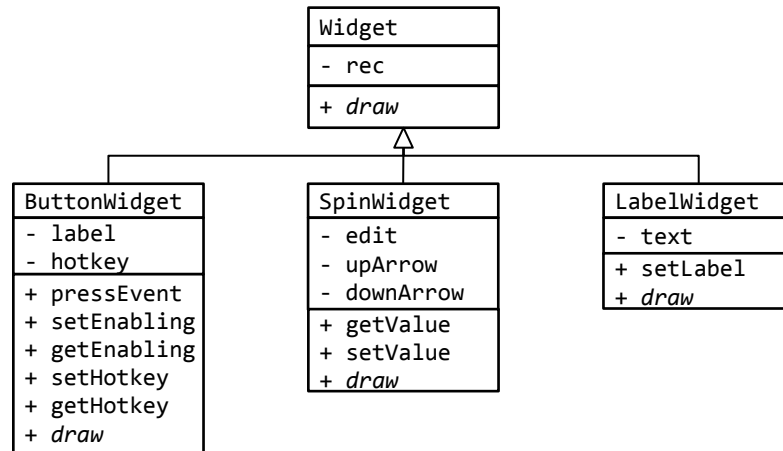 Widget
- rec
+ draw
ButtonWidget
- label
- hotkey
+ pressEvent
+ setEnabling
+ getEnabling
+ setHotkey
+ getHotkey
+ draw
SpinWidget
- edit
- upArrow
- downArrow
+ getValue
+ setValue
+ draw
LabelWidget
- text
+ setLabel
+ draw